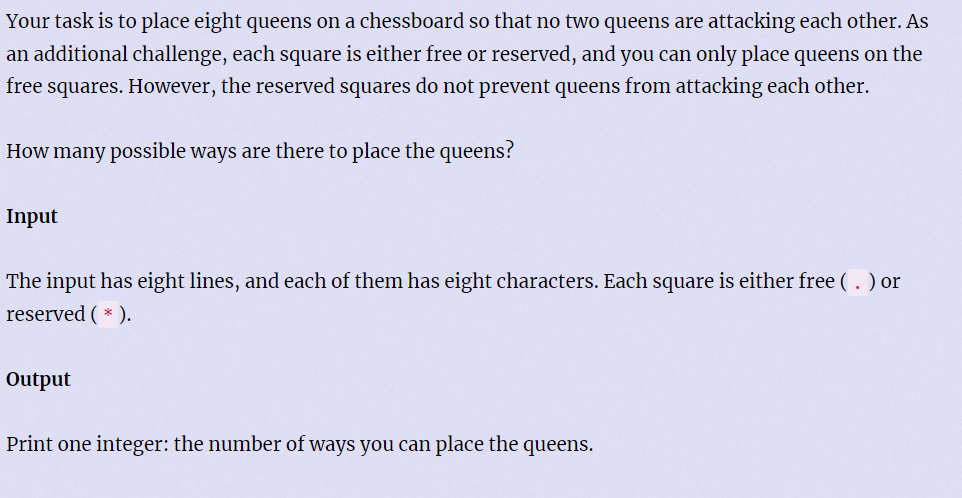 Your task is to place eight queens on a chessboard so that no two queens are attacking each other. As
an additional challenge, each square is either free or reserved, and you can only place queens on the
free squares. However, the reserved squares do not prevent queens from attacking each other.
How many possible ways are there to place the queens?
Input
The input has eight lines, and each of them has eight characters. Each square is either free ( . ) or
reserved ( * ).
Output
Print one integer: the number of ways you can place the queens.